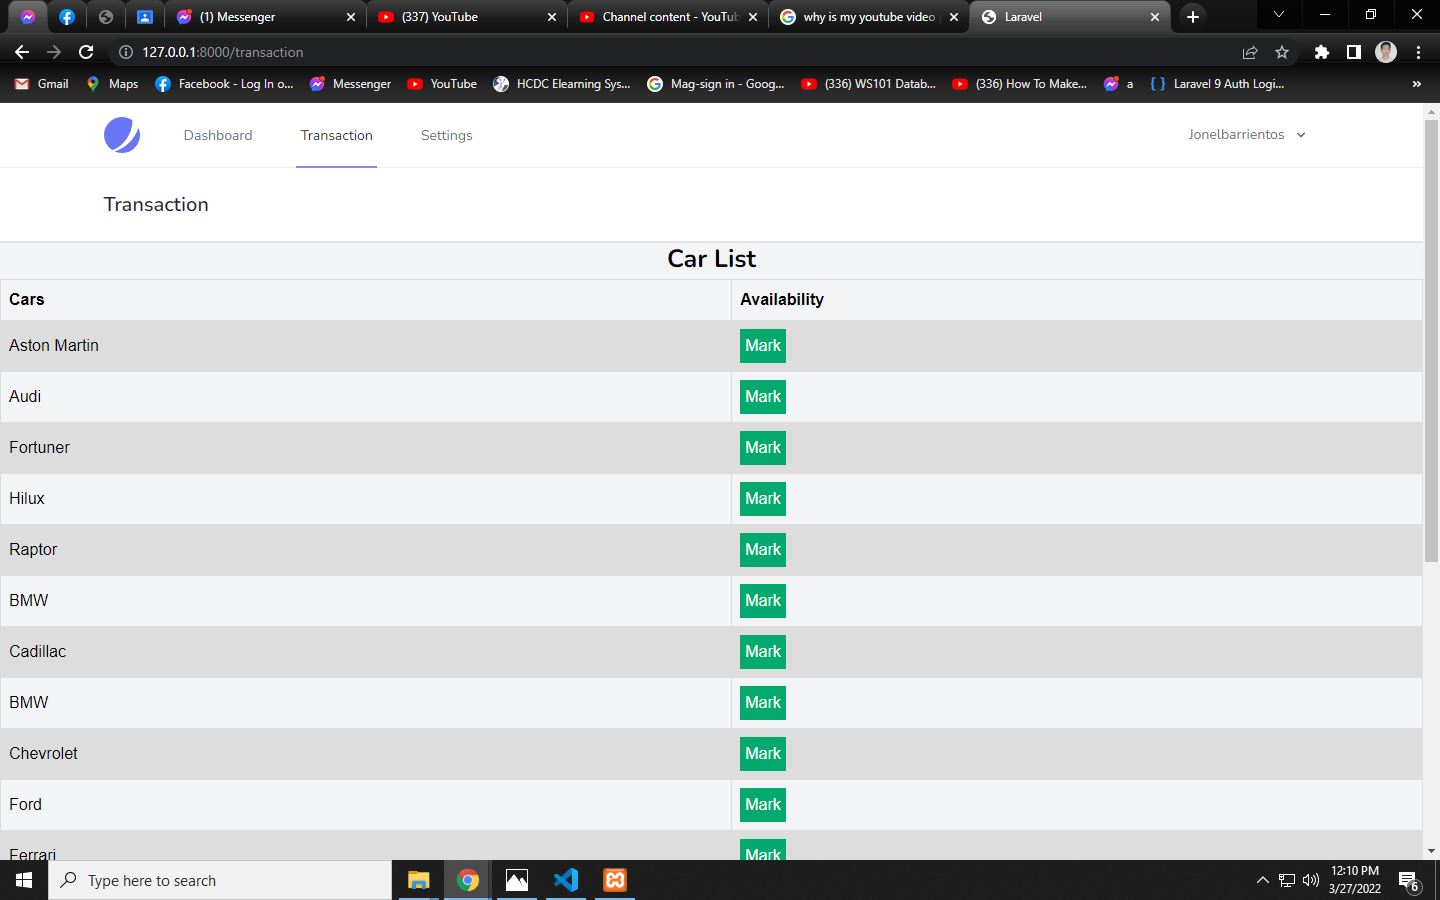 (1) Messenger
(337) YouTube
Channel content - YouTub
why is my youtube video
Laravel
127.0.0.1:8000/transaction
Gmail
Maps
Facebook - Log In o...
Messenger
YouTube
HCDC Elearning Sys...
Mag-sign in - Goog...
(336) WS101 Datab...
(336) How To Make...
a
Laravel 9 Auth Logi...
»
Dashboard
Transaction
Settings
Jonelbarrientos
Transaction
Car List
Cars Availability
Aston Martin Mark
Audi Mark
Fortuner Mark
Hilux Mark
Raptor Mark
BMW Mark
Cadillac Mark
BMW Mark
Chevrolet Mark
Ford Mark
Ferrari Mark
Type here to search
12:10 PM
3/27/2022
6